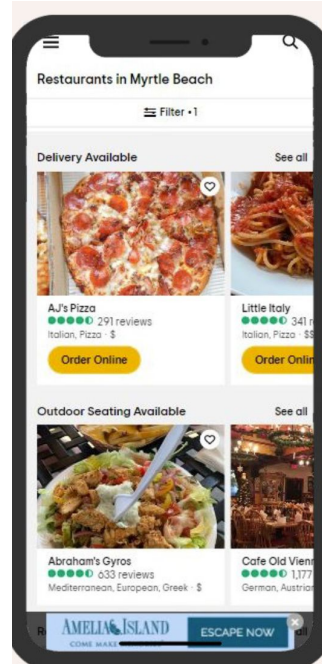 Restaurants in Myrtle Beach
Filter • 1
Delivery Available
See all
AJ's Pizza
291 reviews
Italian, Pizza · $
Order Online
Little Italy
341
Italian, Pizza · $$
Order Onlin
Outdoor Seating Available
See all
Abraham's Gyros
633 reviews
Mediterranean, European, Greek · $
Cafe Old Vienn
1,177
German, Austrian
AMELIA ISLAND
COME MAKE
ESCAPE NOW